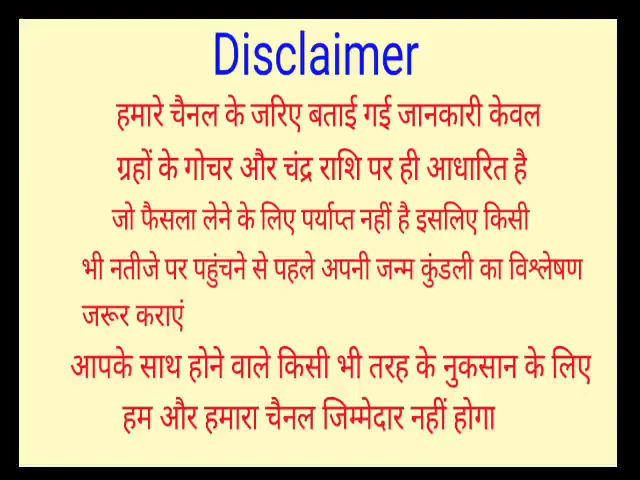 Disclaimer
हमारे चैनल के जरिए बताई गई जानकारी केवल
ग्रहों के गोचर और चंद्र राशि पर ही आधारित है
जो फैसला लेने के लिए पर्याप्त नहीं है इसलिए किसी
भी नतीजे पर पहुंचने से पहले अपनी जन्म कुंडली का विश्लेषण
जरूर कराएं
आपके साथ होने वाले किसी भी तरह के नुकसान के लिए
हम और हमारा चैनल जिम्मेदार नहीं होगा